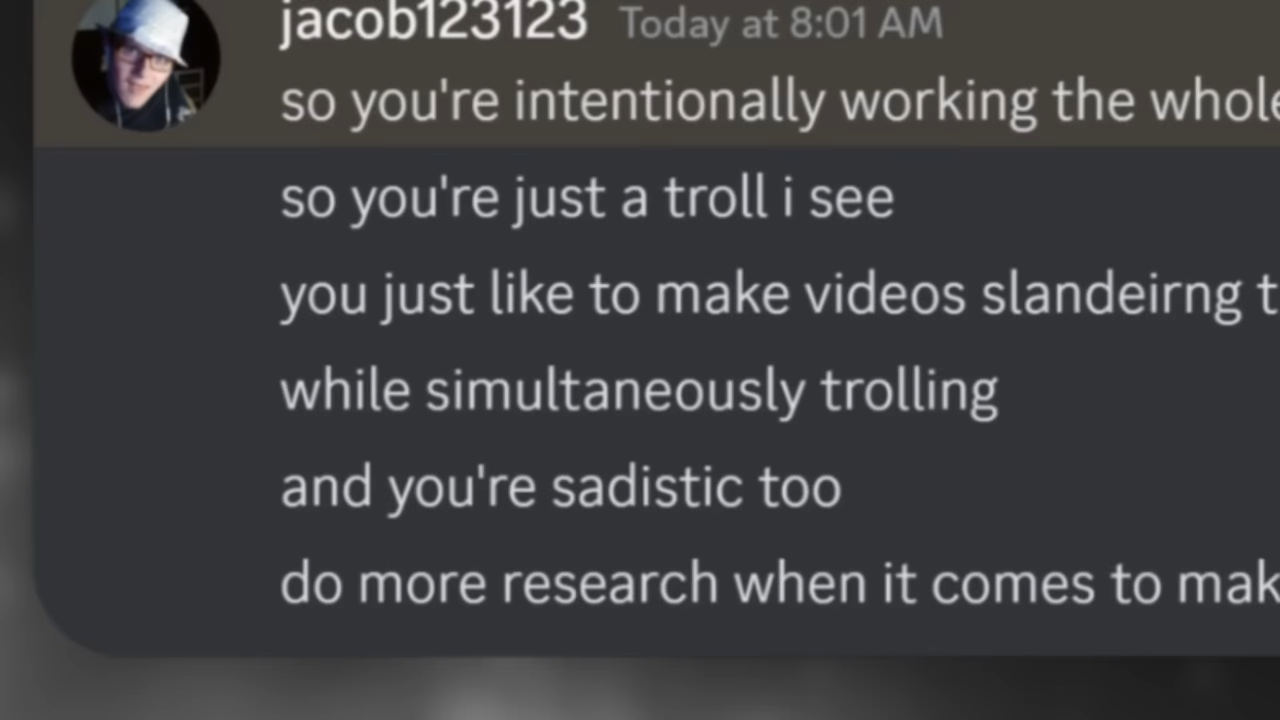 jacob123123 Today at 8:01 AM
so you're intentionally working the whole
so you're just a troll i see
you just like to make videos slandeirng t
while simultaneously trolling
and you're sadistic too
do more research when it comes to mak